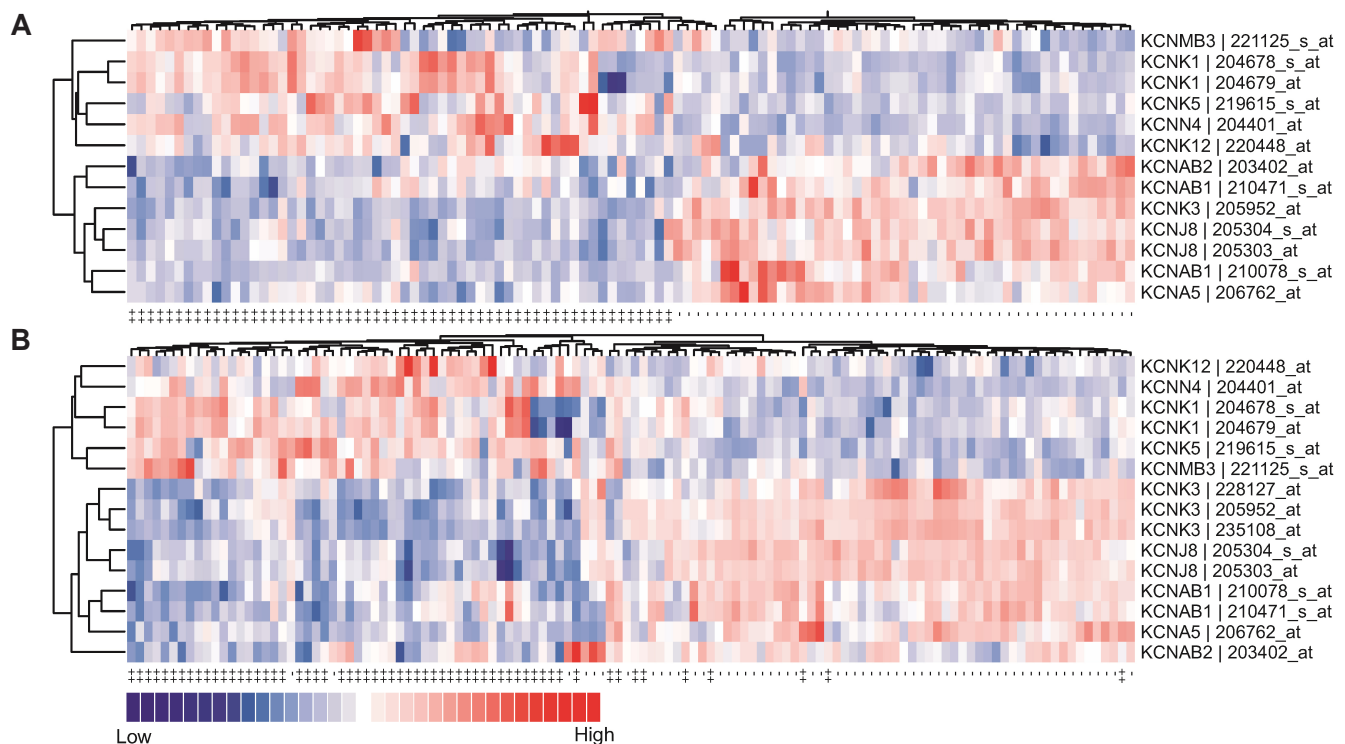 A
KCNMB3 | 221125_s_at
KCNK1 | 204678_s_at
KCNK1 | 204679_at
KCNK5 | 219615_s_at
KCNN4 | 204401_at
KCNK12 | 220448_at
KCNAB2 | 203402_at
KCNAB1 | 210471_s_at
KCNK3 | 205952_at
KCNJ8 | 205304_s_at
KCNJ8 | 205303_at
KCNAB1 | 210078_s_at
KCNA5 | 206762_at
B
KCNK12 | 220448_at
KCNN4 | 204401_at
KCNK1 | 204678_s_at
KCNK1 | 204679_at
KCNK5 | 219615_s_at
KCNMB3 | 221125_s_at
KCNK3 | 228127_at
KCNK3 | 205952_at
KCNK3 | 235108_at
KCNJ8 | 205304_s_at
KCNJ8 | 205303_at
KCNAB1 | 210078_s_at
KCNAB1 | 210471_s_at
KCNA5 | 206762_at
KCNAB2 | 203402_at
Low High